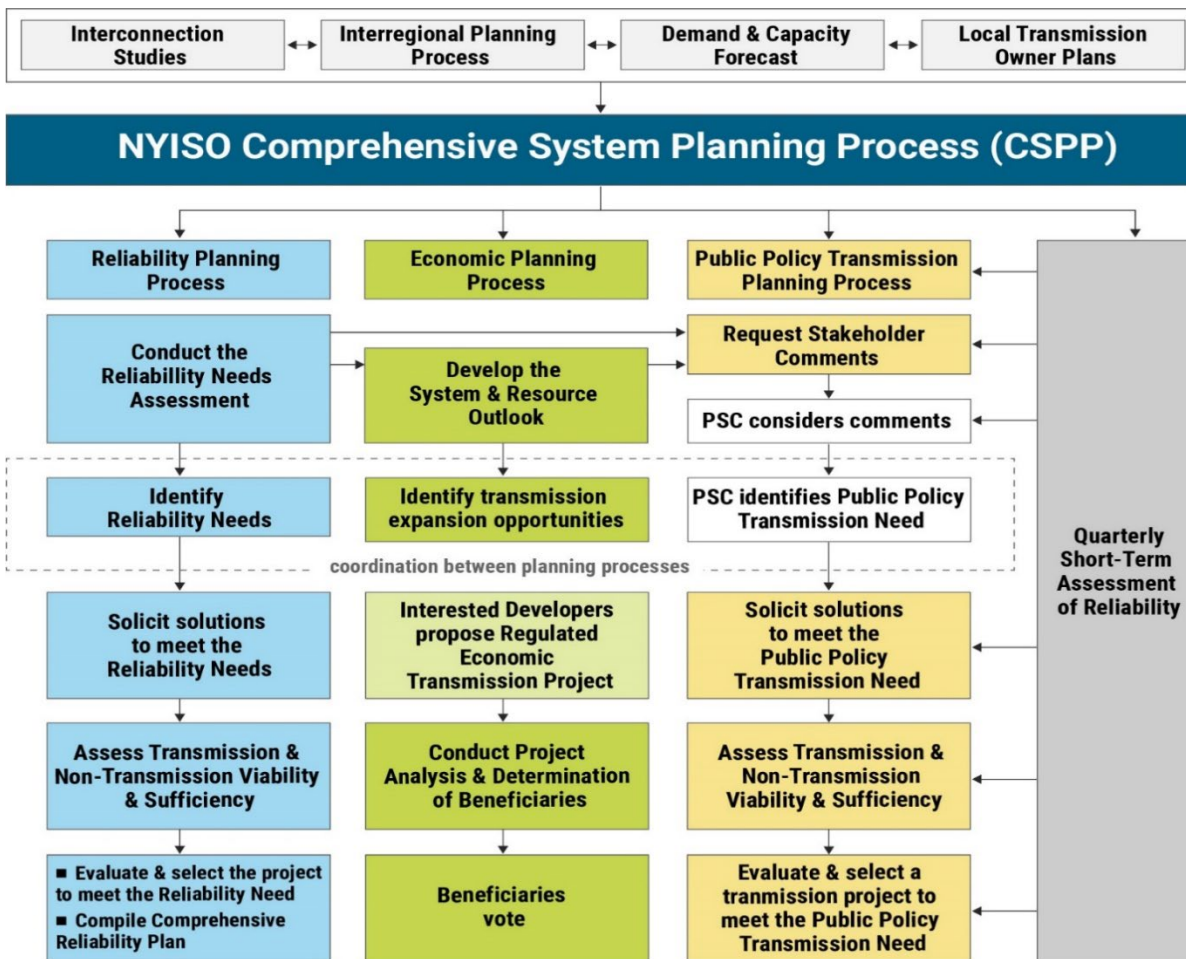 Interconnection
Studies
Interregional Planning
Process
Demand & Capacity
Forecast
Local Transmission
Owner Plans
NYISO Comprehensive System Planning Process (CSPP)
Reliability Planning
Process
Economic Planning
Process
Public Policy Transmission
Planning Process
Conduct the
Reliabillity Needs
Assessment
Develop the
System & Resource
Outlook
Request Stakeholder
Comments
PSC considers comments
Identify
Reliability Needs
Identify transmission
expansion opportunities
PSC identifies Public Policy
Transmission Need
coordination between planning processes
Quarterly
Short-Term
Assessment
of Reliability
Solicit solutions
to meet the
Reliability Needs
Interested Developers
propose Regulated
Economic
Transmission Project
Solicit solutions
to meet the
Public Policy
Transmission Need
Assess Transmission &
Non-Transmission Viability
& Sufficiency
Conduct Project
Analysis & Determination
of Beneficiaries
Assess Transmission &
Non-Transmission
Viability & Sufficiency
■ Evaluate & select the project
to meet the Reliability Need
■ Compile Comprehensive
Reliability Plan
Beneficiaries
vote
Evaluate & select a
tranmission project to
meet the Public Policy
Transmission Need